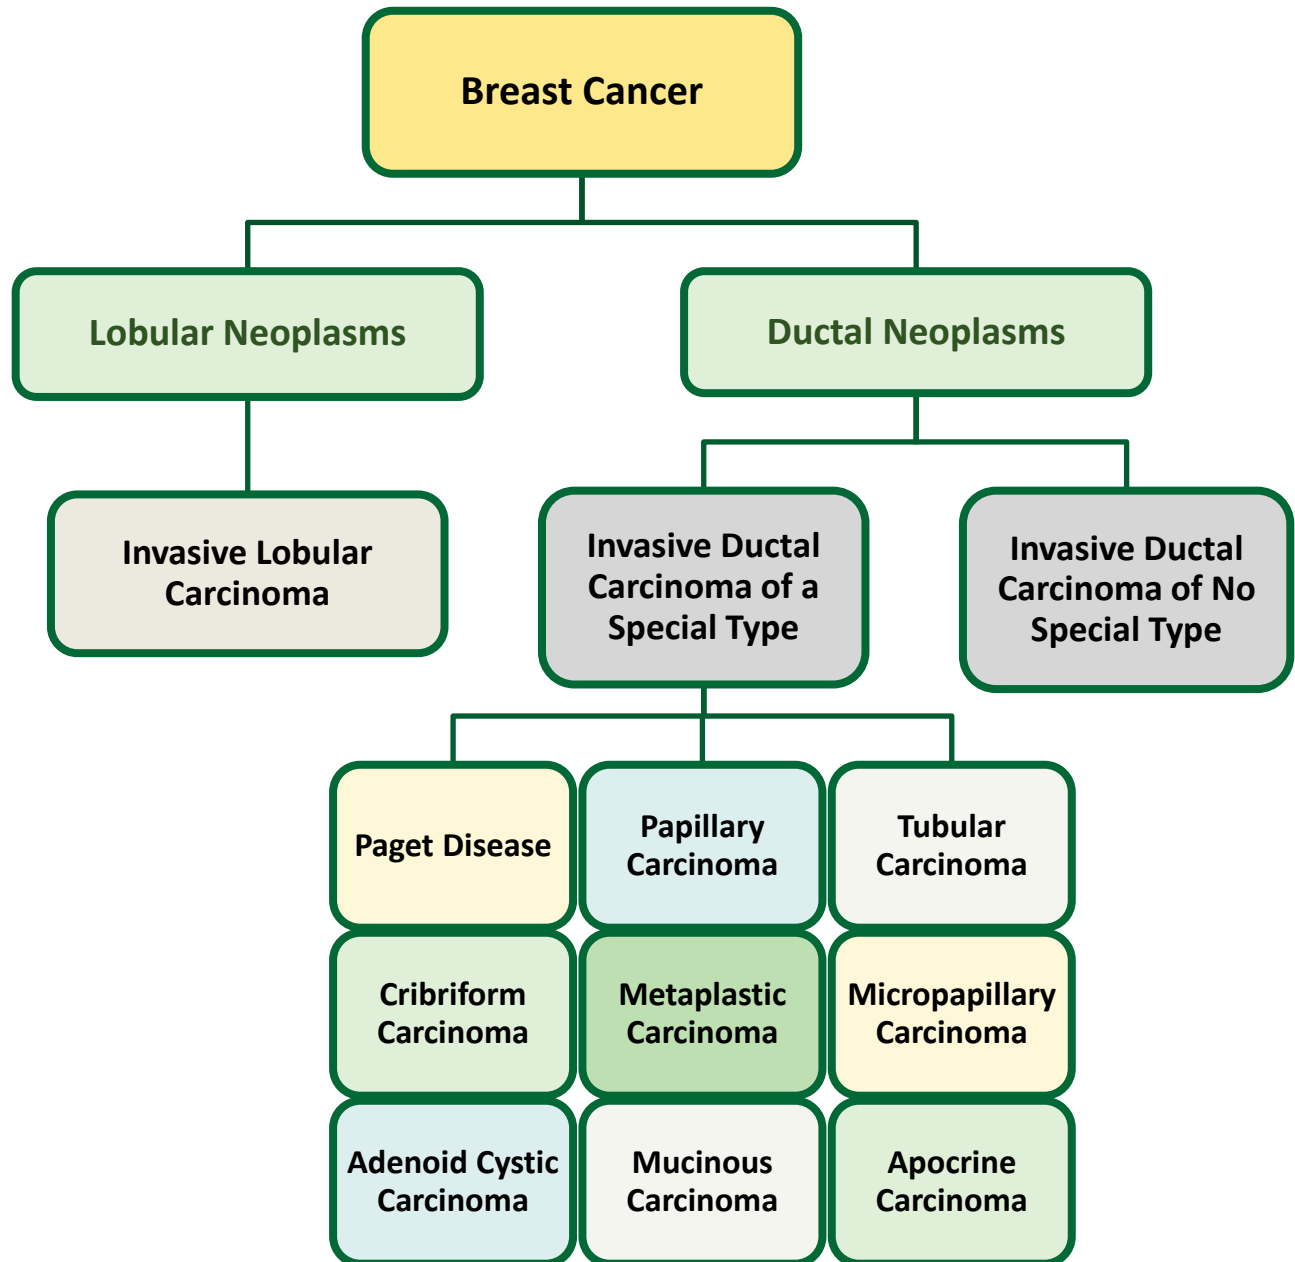 Breast Cancer
Lobular Neoplasms
Ductal Neoplasms
Invasive Lobular
Carcinoma
Invasive Ductal
Carcinoma of a
Special Type
Invasive Ductal
Carcinoma of No
Special Type
Paget Disease
Papillary
Carcinoma
Tubular
Carcinoma
Cribriform
Carcinoma
Metaplastic
Carcinoma
Micropapillary
Carcinoma
Adenoid Cystic
Carcinoma
Mucinous
Carcinoma
Apocrine
Carcinoma